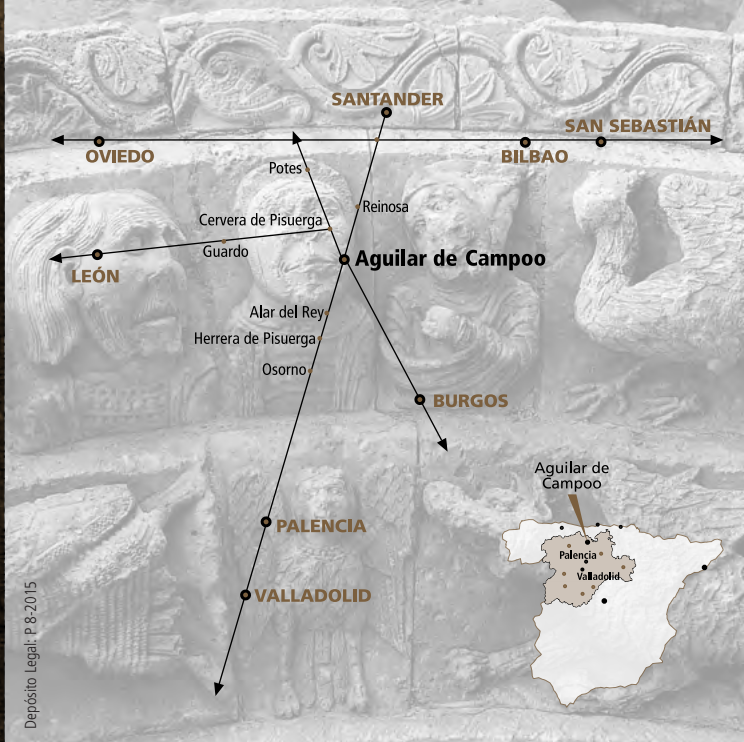 SANTANDER
SAN SEBASTIÁN
OVIEDO
BILBAO
Potes
Reinosa
Cervera de Pisuerga
Guardo
Aguilar de Campoo
LEÓN
Alar del Rey
Herrera de Pisuerga
Osorno
BURGOS
Aguilar de
Campoo
PALENCIA
Palencia
Valladolid
VALLADOLID
Depósito Legal: P 8-2015